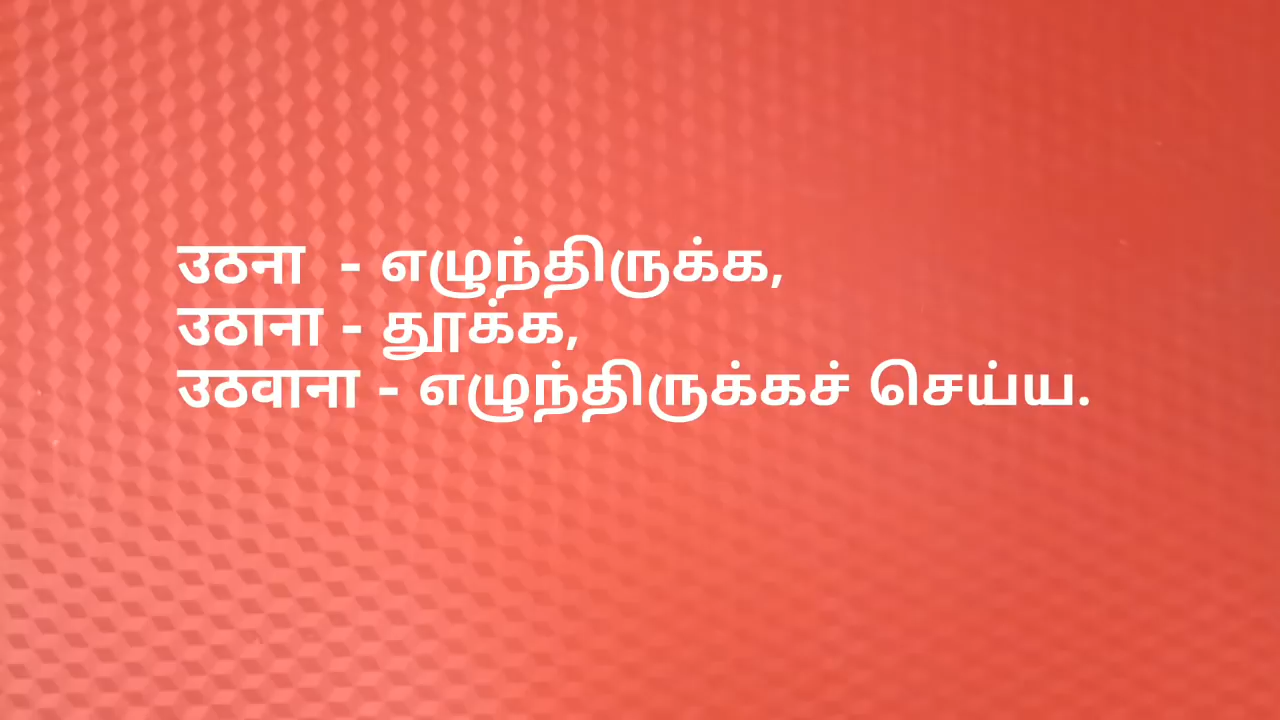 उठना - எழுந்திருக்க,
उठाना - தூக்க,
उठवाना - எழுந்திருக்கச் செய்ய.